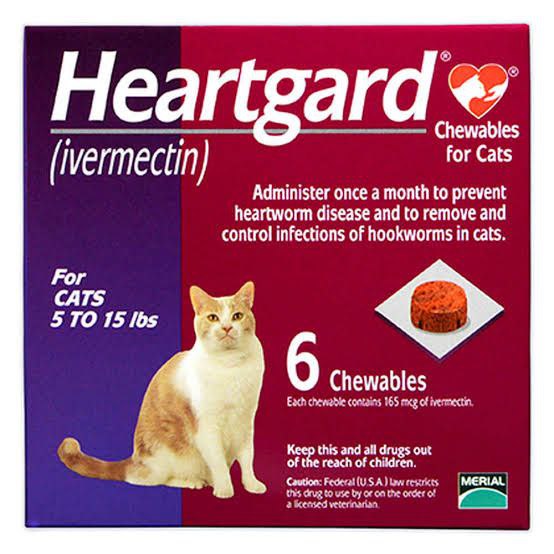 Heartgard®
®
(ivermectin)
Chewables
for Cats
Administer once a month to prevent
heartworm disease and to remove and
control infections of hookworms in cats.
For
CATS
5 TO 15 lbs
6 Chewables
Each chewable contains 165 mcg of ivermectin.
Keep this and all drugs out
of the reach of children.
Caution: Federal (U.S.A.) law restricts
this drug to use by or on the order of
a licensed veterinarian.
MERIAL